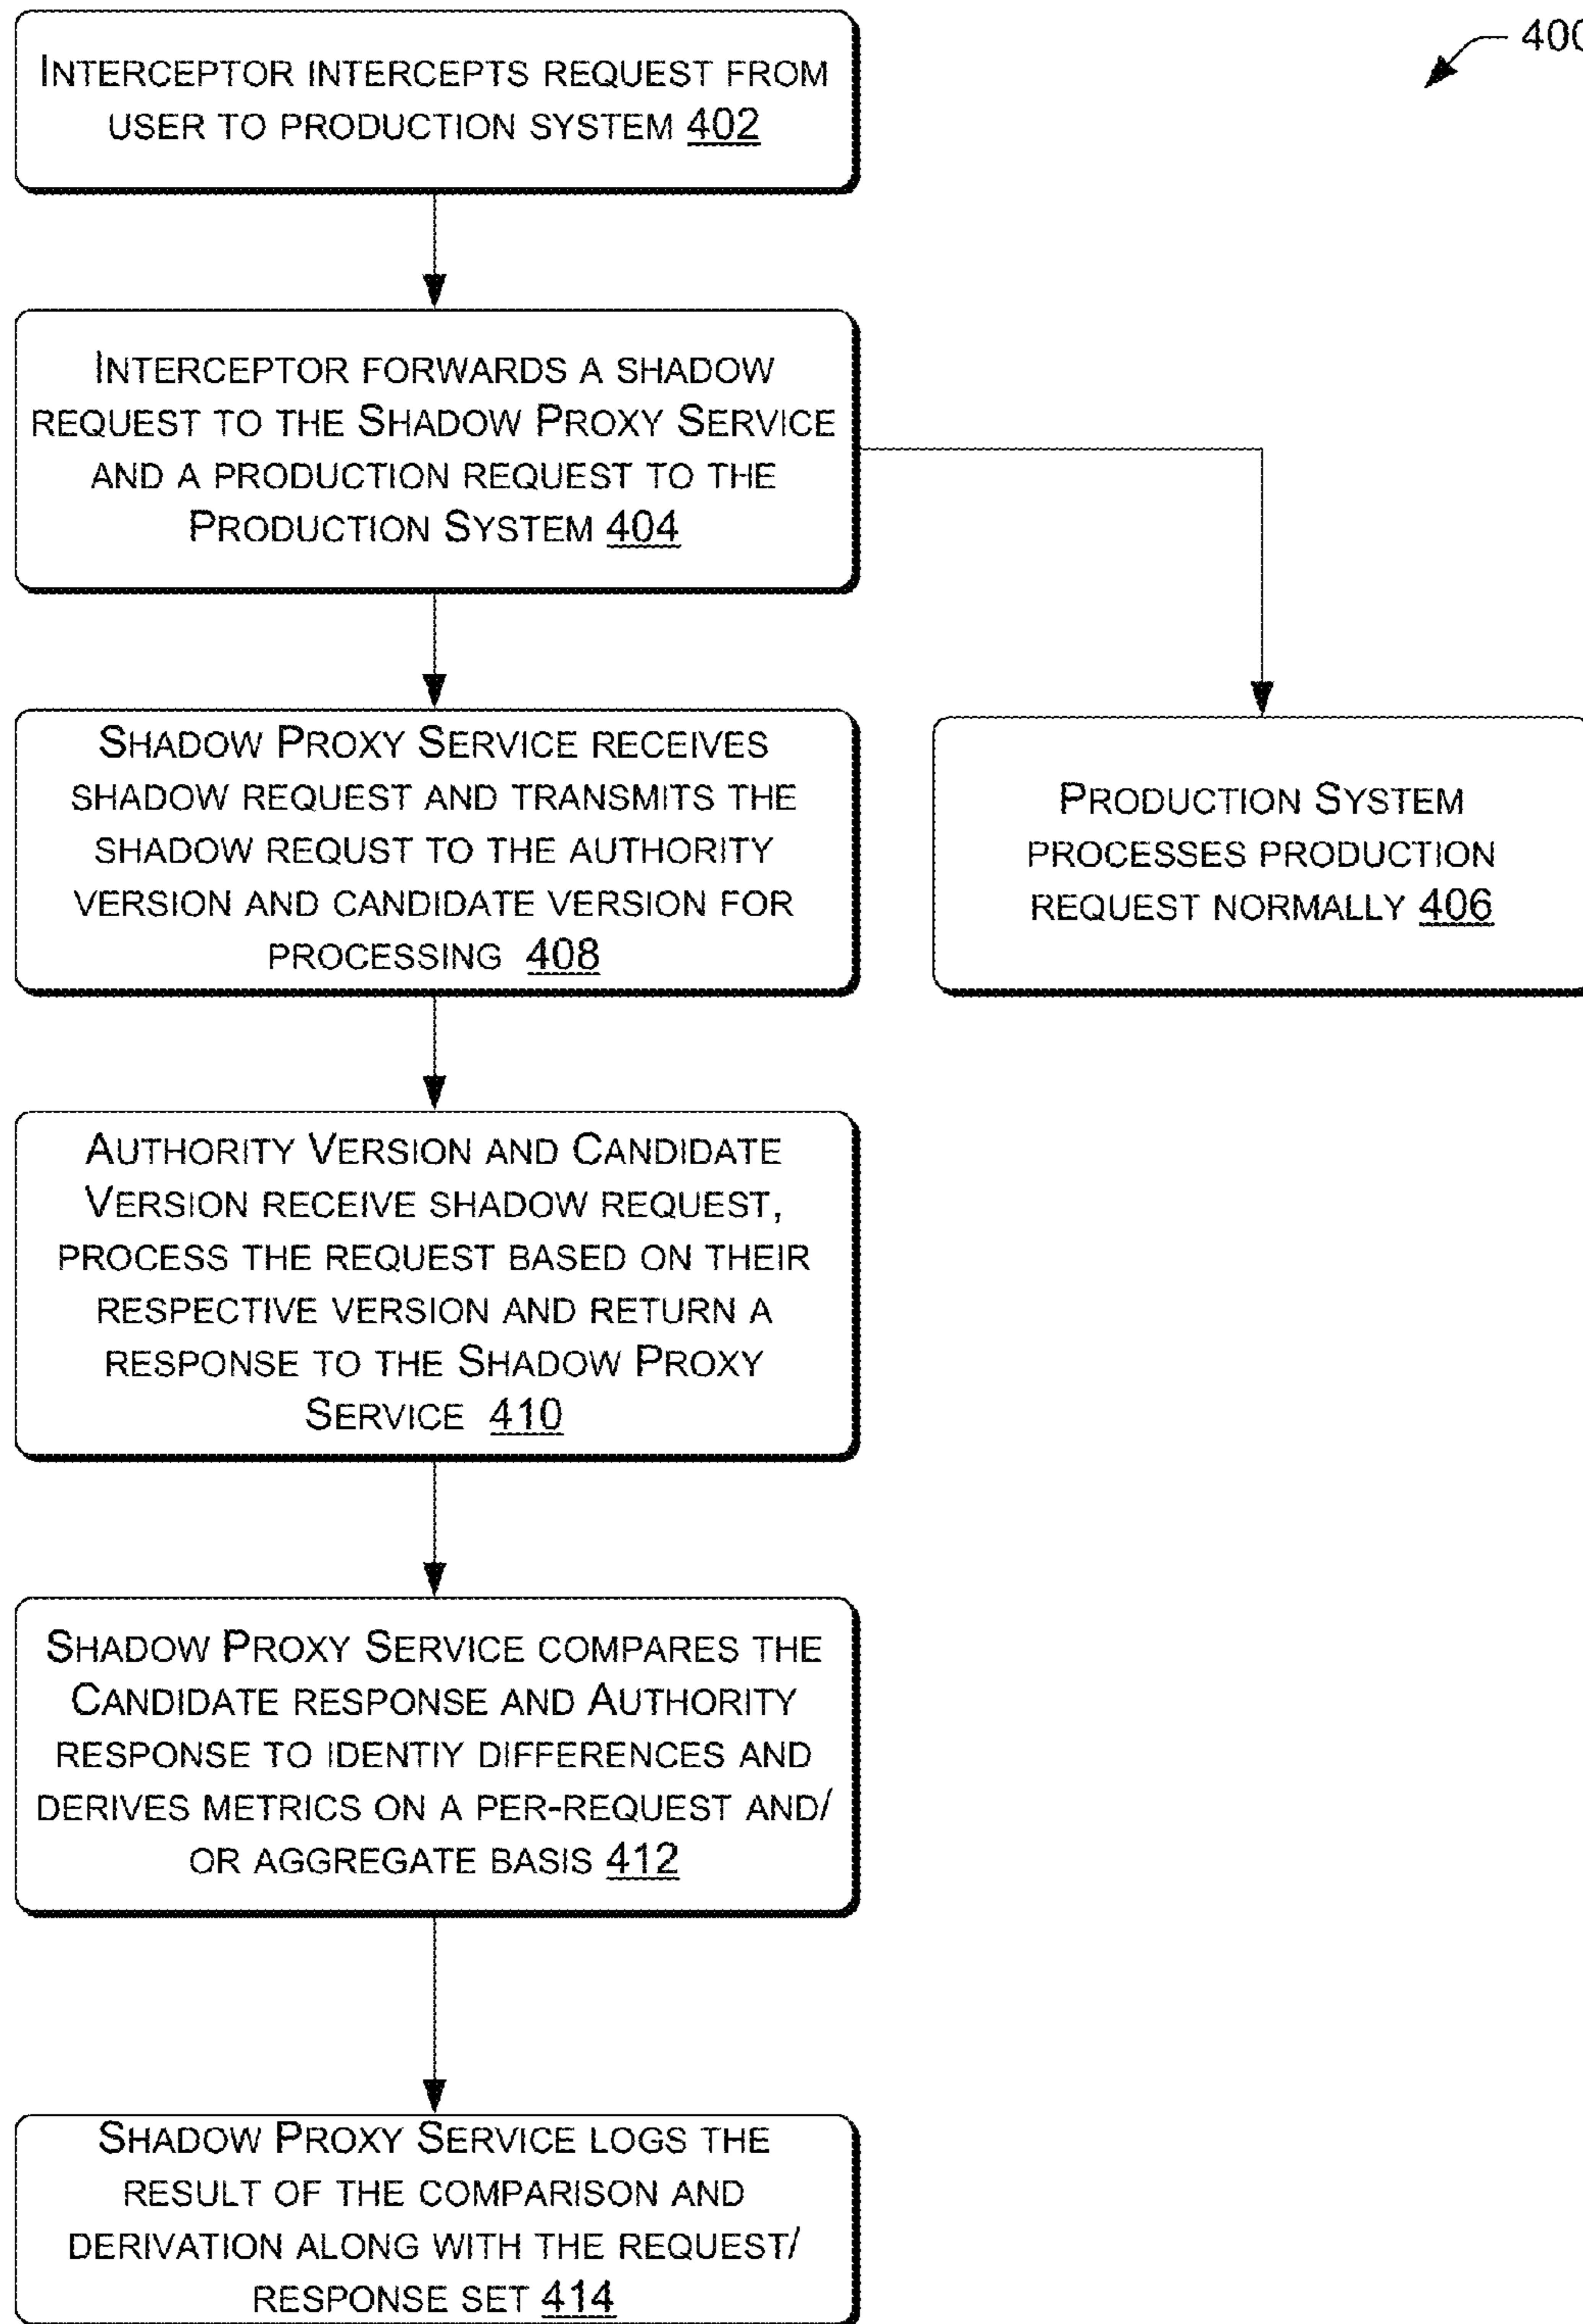 400
INTERCEPTOR INTERCEPTS REQUEST FROM
USER TO PRODUCTION SYSTEM 402
INTERCEPTOR FORWARDS A SHADOW
REQUEST TO THE SHADOW PROXY SERVICE
AND A PRODUCTION REQUEST TO THE
PRODUCTION SYSTEM 404
SHADOW PROXY SERVICE RECEIVES
SHADOW REQUEST AND TRANSMITS THE
SHADOW REQUST TO THE AUTHORITY
VERSION AND CANDIDATE VERSION FOR
PROCESSING 408
PRODUCTION SYSTEM
PROCESSES PRODUCTION
REQUEST NORMALLY 406
AUTHORITY VERSION AND CANDIDATE
VERSION RECEIVE SHADOW REQUEST,
PROCESS THE REQUEST BASED ON THEIR
RESPECTIVE VERSION AND RETURN A
RESPONSE TO THE SHADOW PROXY
SERVICE 410
SHADOW PROXY SERVICE COMPARES THE
CANDIDATE RESPONSE AND AUTHORITY
RESPONSE TO IDENTIY DIFFERENCES AND
DERIVES METRICS ON A PER-REQUEST AND/
OR AGGREGATE BASIS 412
SHADOW PROXY SERVICE LOGS THE
RESULT OF THE COMPARISON AND
DERIVATION ALONG WITH THE REQUEST/
RESPONSE SET 414